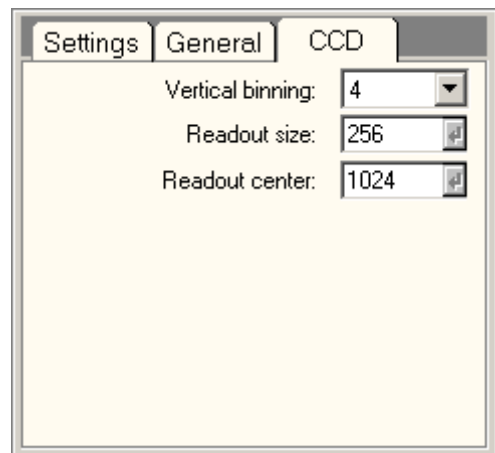 Settings General CCD
Vertical binning: 4
Readout size: 256
Readout center: 1024